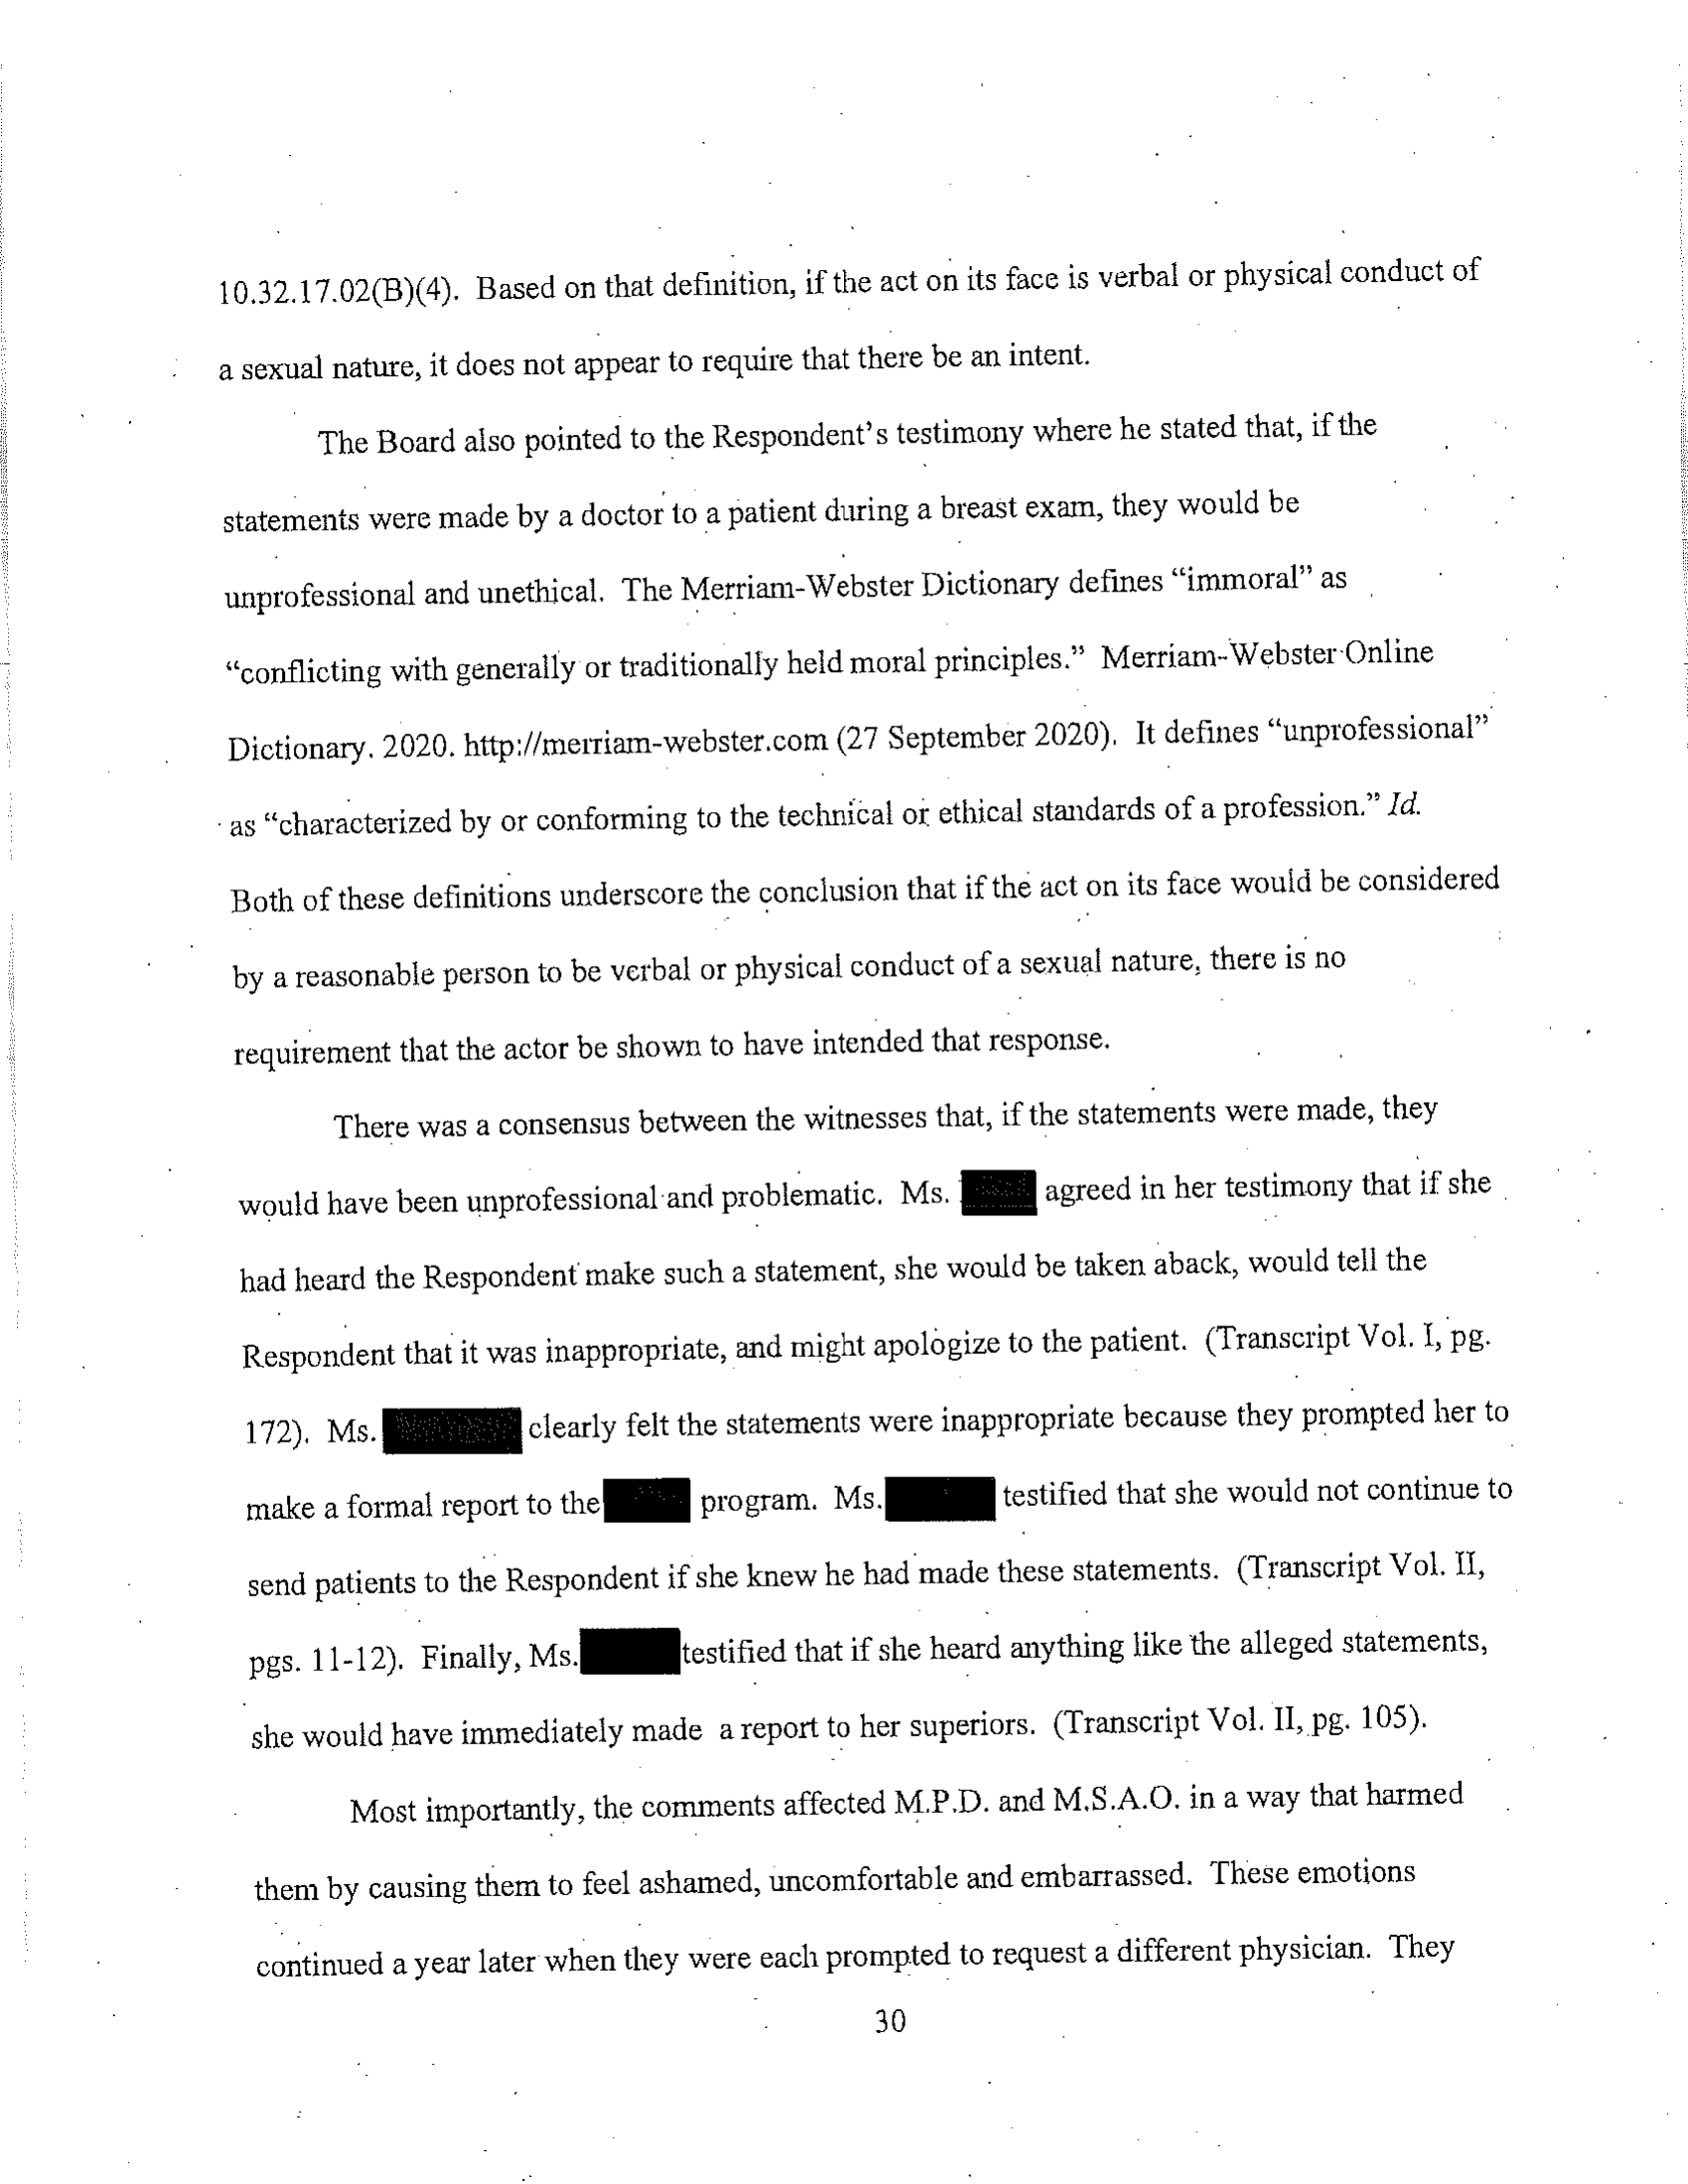 10.32.17.02(B)(4). Based on that definition, if the act on its face is verbal or physical conduct of
a sexual nature, it does not appear to require that there be an intent.
The Board also pointed to the Respondent's testimony where he stated that, if the
statements were made by a doctor to a patient during a breast exam, they would be
unprofessional and unethical. The Merriam-Webster Dictionary defines “immoral” as
“conflicting with generally or traditionally held moral principles.” Merriam-Webster Online
Dictionary. 2020. http://merriam-webster.com (27 September 2020). It defines “unprofessional”
as “characterized by or conforming to the technical or ethical standards of a profession.” Id.
Both of these definitions underscore the conclusion that if the act on its face would be considered
by a reasonable person to be verbal or physical conduct of a sexual nature, there is no
requirement that the actor be shown to have intended that response.
There was a consensus between the witnesses that, if the statements were made, they
would have been unprofessional and problematic. Ms. agreed in her testimony that if she
had heard the Respondent make such a statement, she would be taken aback, would tell the
Respondent that it was inappropriate, and might apologize to the patient. (Transcript Vol. I, pg.
172). Ms. clearly felt the statements were inappropriate because they prompted her to
make a formal report to the program. Ms. testified that she would not continue to
send patients to the Respondent if she knew he had made these statements. (Transcript Vol. II,
pgs. 11-12). Finally, Ms. testified that if she heard anything like the alleged statements,
she would have immediately made a report to her superiors. (Transcript Vol. II, pg. 105).
Most importantly, the comments affected M.P.D. and M.S.A.O. in a way that harmed
them by causing them to feel ashamed, uncomfortable and embarrassed. These emotions
continued a year later when they were each prompted to request a different physician. They
30